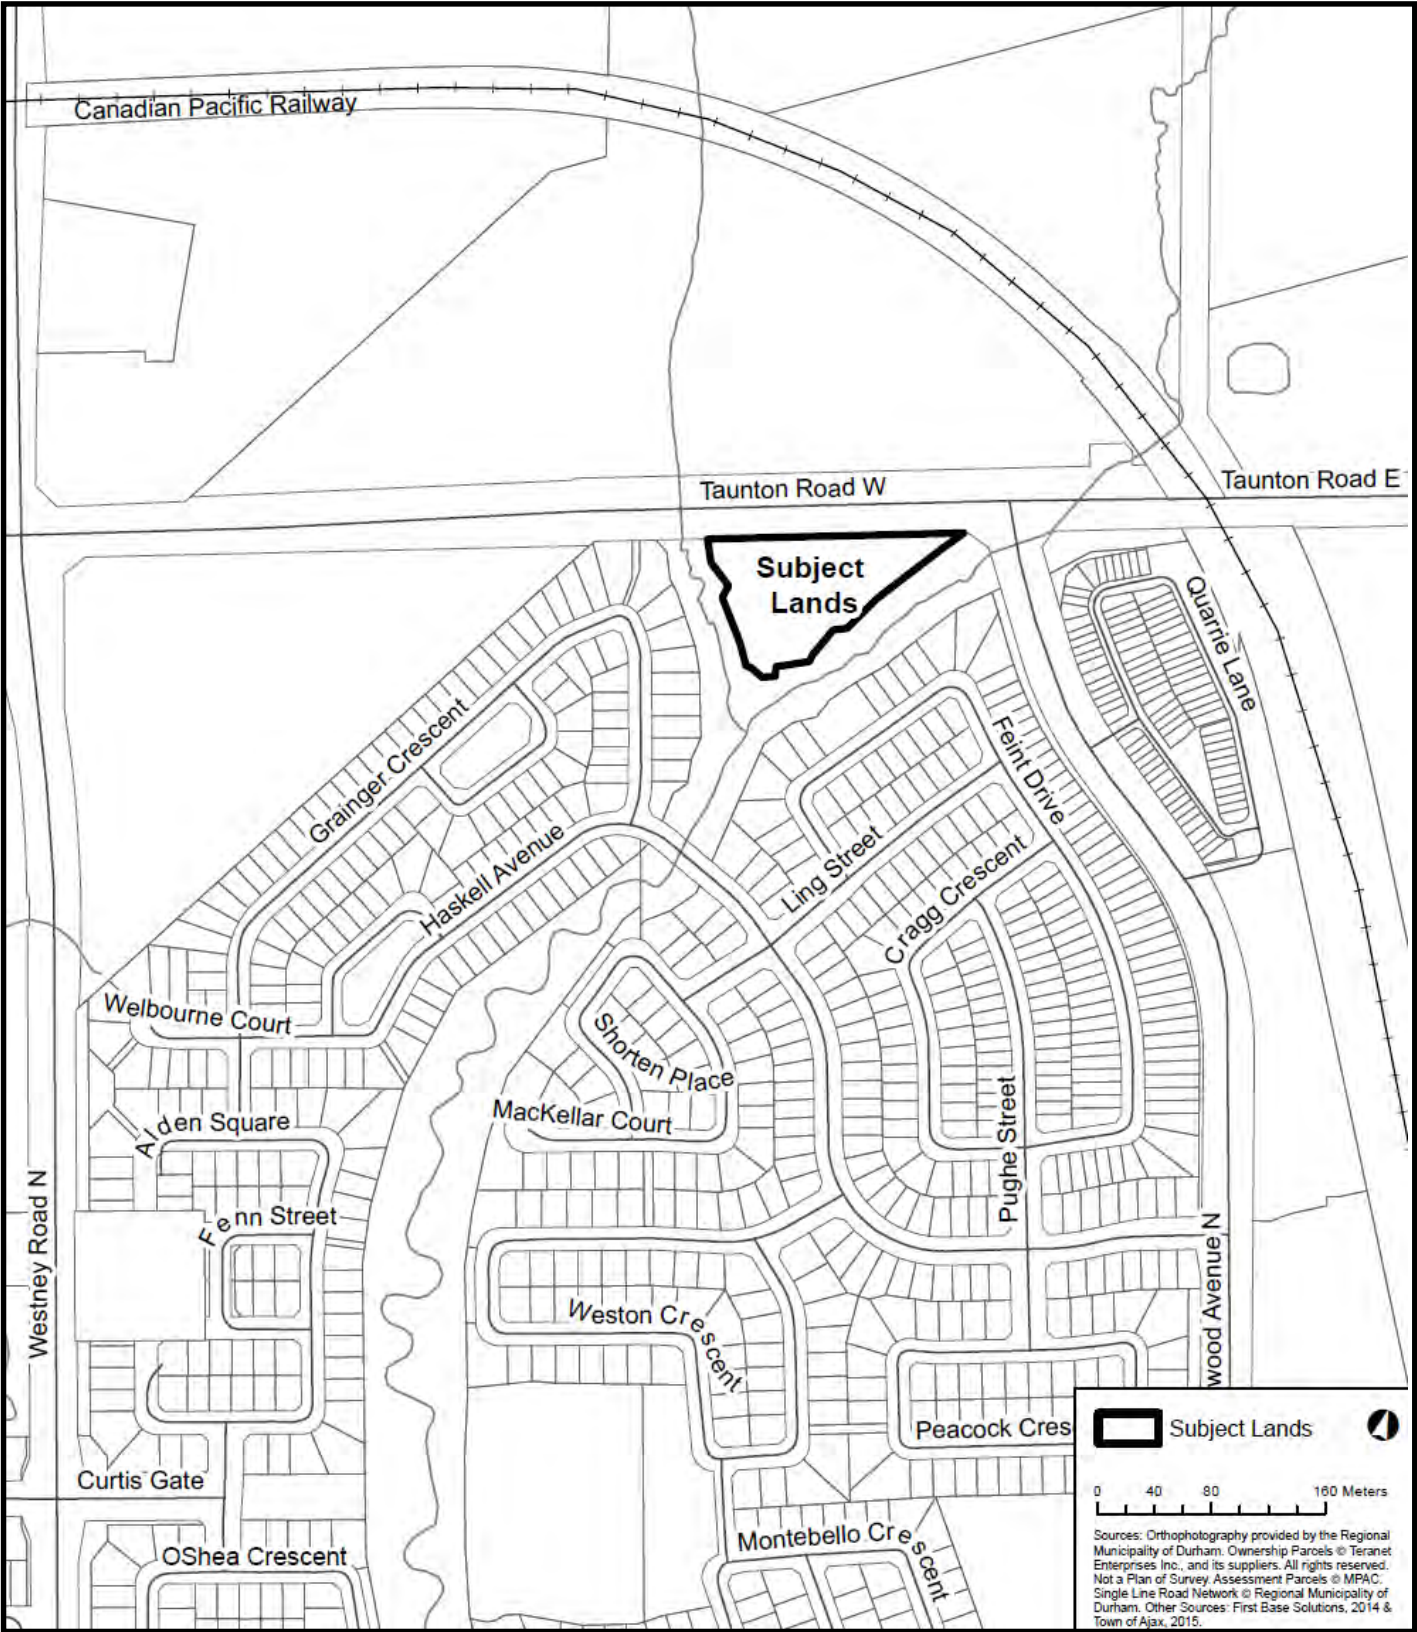 Canadian Pacific Railway
Taunton Road W
Taunton Road E
Subject
Lands
Quarrie Lane
Grainger Crescent
Feint Drive
Haskell Avenue
Ling Street
Cragg Crescent
Welbourne Court
Shorten Place
MacKellar Court
Alden Square
Pughe Street
Fenn Street
Westney Road N
wood Avenue N
Weston Crescent
Peacock Cres
Curtis Gate
Montebello Crescent
OShea Crescent
Subject Lands
0 40 80 160 Meters
Sources: Orthophotography provided by the Regional
Municipality of Durham. Ownership Parcels © Teranet
Enterprises Inc., and its suppliers. All rights reserved.
Not a Plan of Survey. Assessment Parcels © MPAC.
Single Line Road Network © Regional Municipality of
Durham. Other Sources: First Base Solutions, 2014 &
Town of Ajax, 2015.